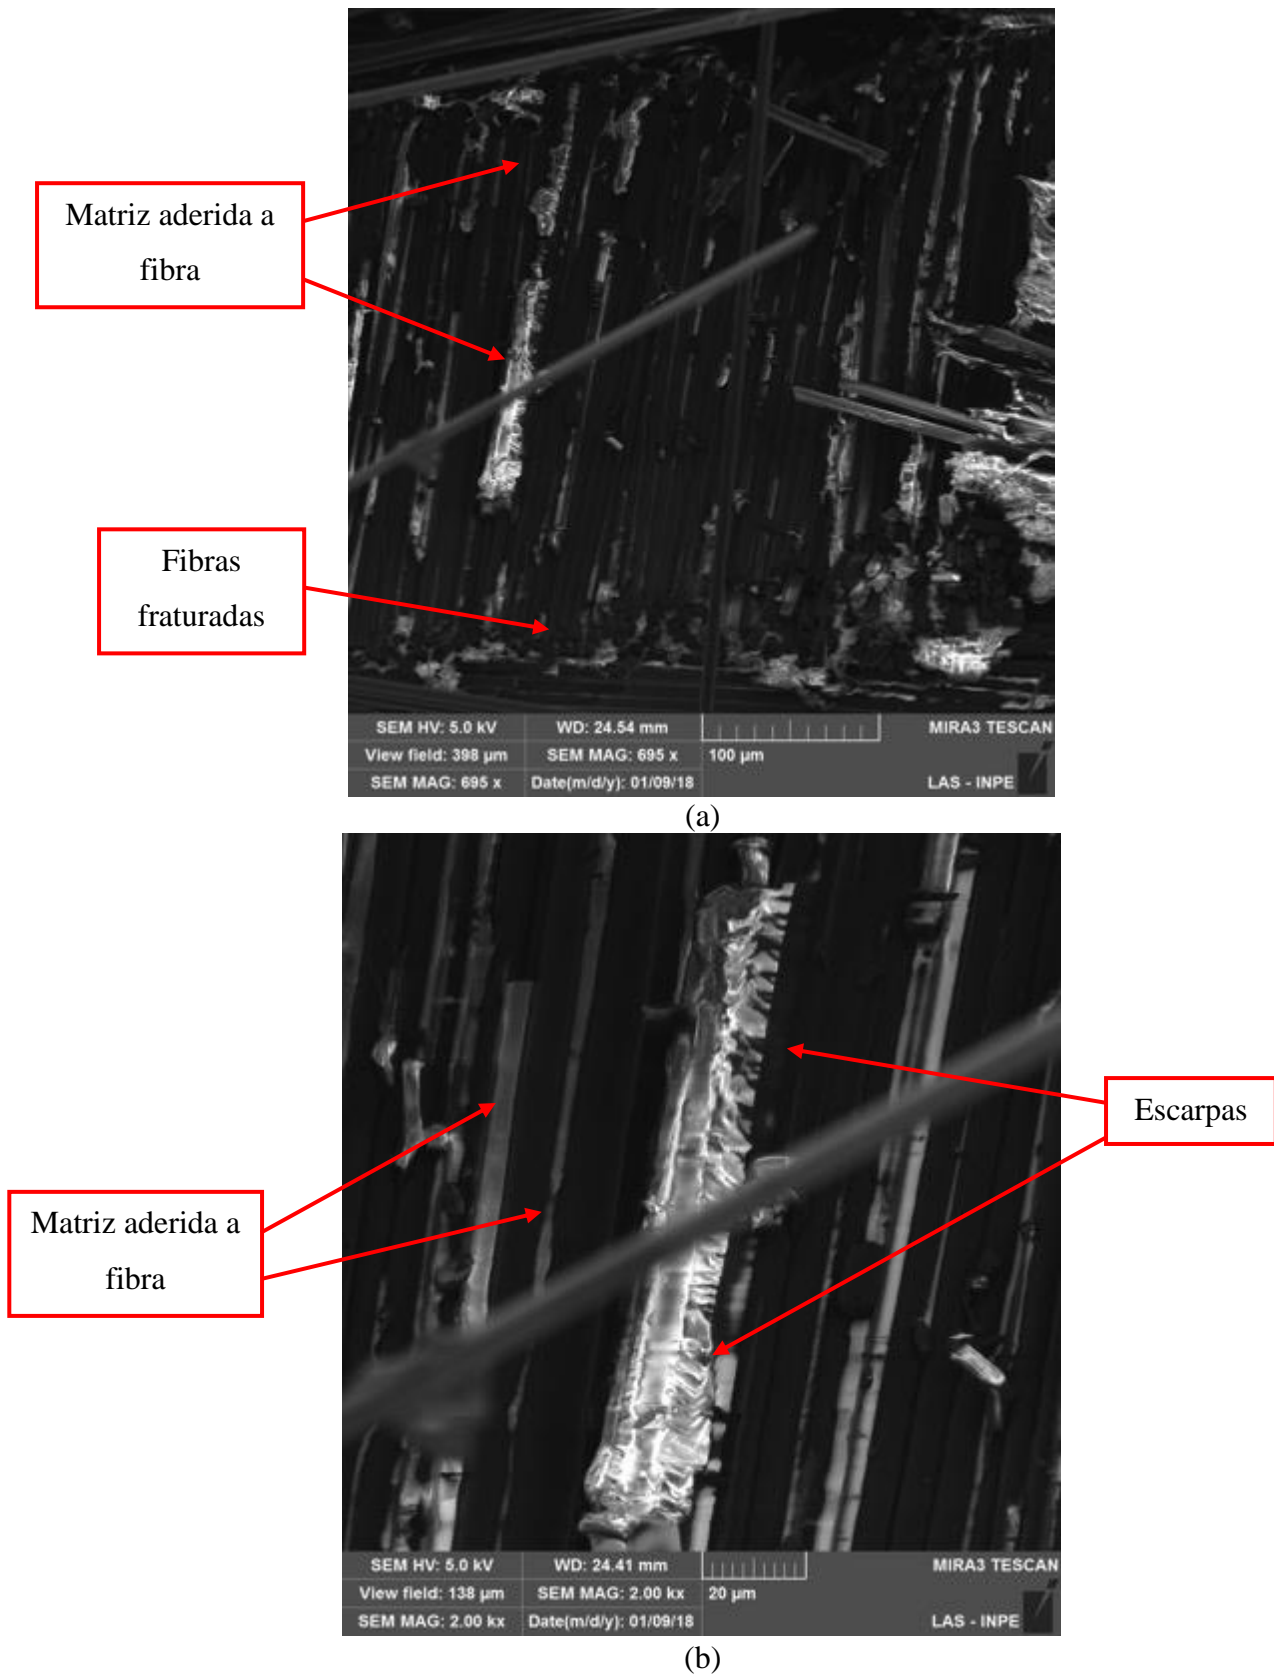 Matriz aderida a
fibra
Fibras
fraturadas
SEM HV: 5.0 kV
WD: 24.54 mm
MIRA3 TESCAN
View field: 398 µm
SEM MAG: 695 x
100 µm
SEM MAG: 695 x
Date(m/d/y): 01/09/18
LAS - INPE
(a)
Escarpas
Matriz aderida a
fibra
SEM HV: 5.0 kV
WD: 24.41 mm
MIRA3 TESCAN
View field: 138 µm
SEM MAG: 2.00 kx
20 µm
SEM MAG: 2.00 kx
Date(m/d/y): 01/09/18
LAS - INPE
(b)